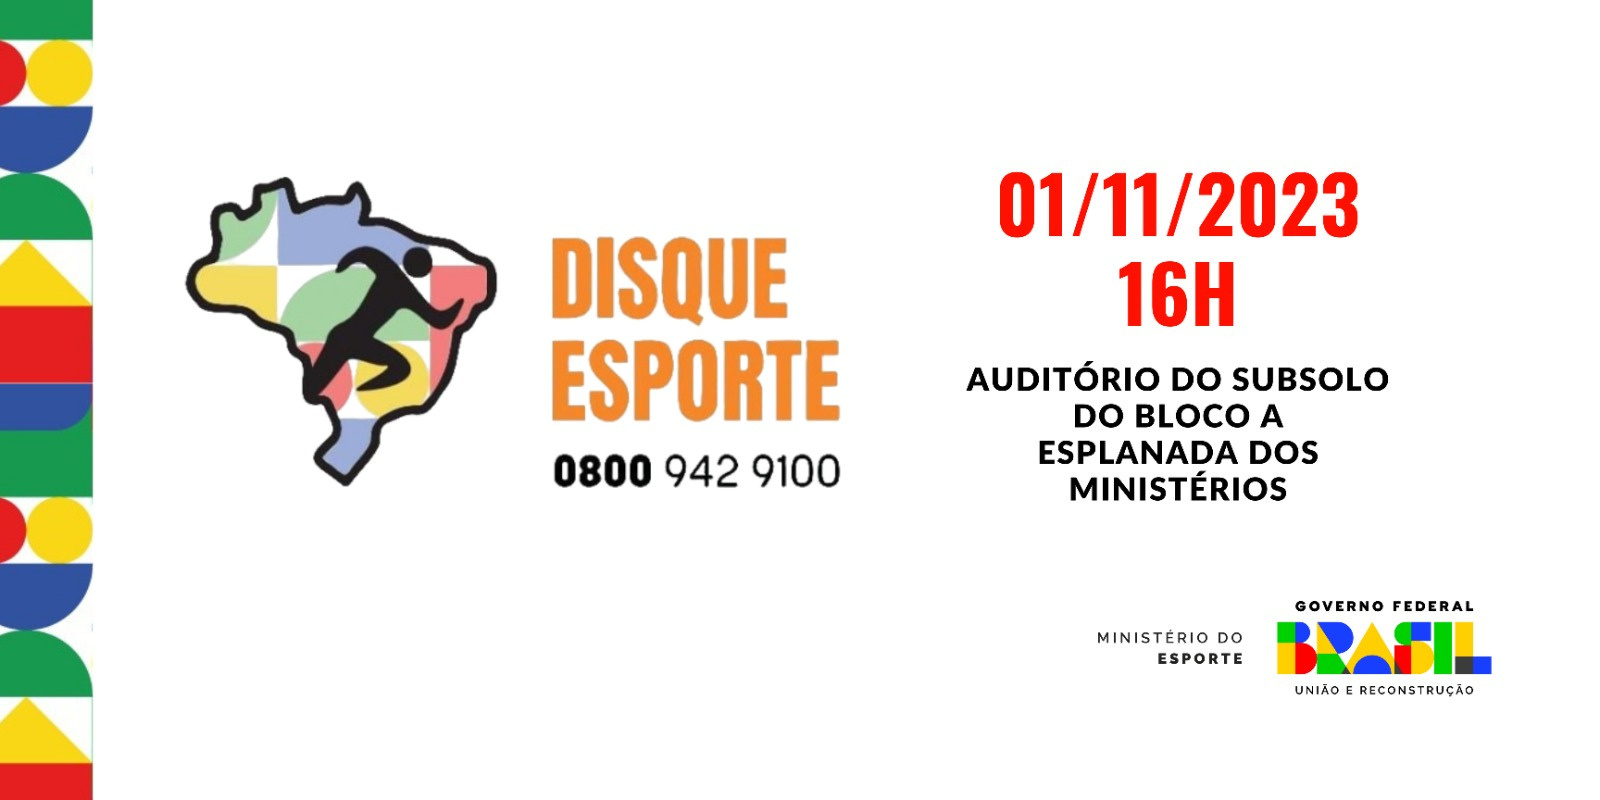 DISQUE
ESPORTE
0800 942 9100
01/11/2023
16H
AUDITÓRIO DO SUBSOLO
DO BLOCO A
ESPLANADA DOS
MINISTÉRIOS
MINISTÉRIO DO
ESPORTE
GOVERNO FEDERAL
BRASIL
UNIÃO E RECONSTRUÇÃO